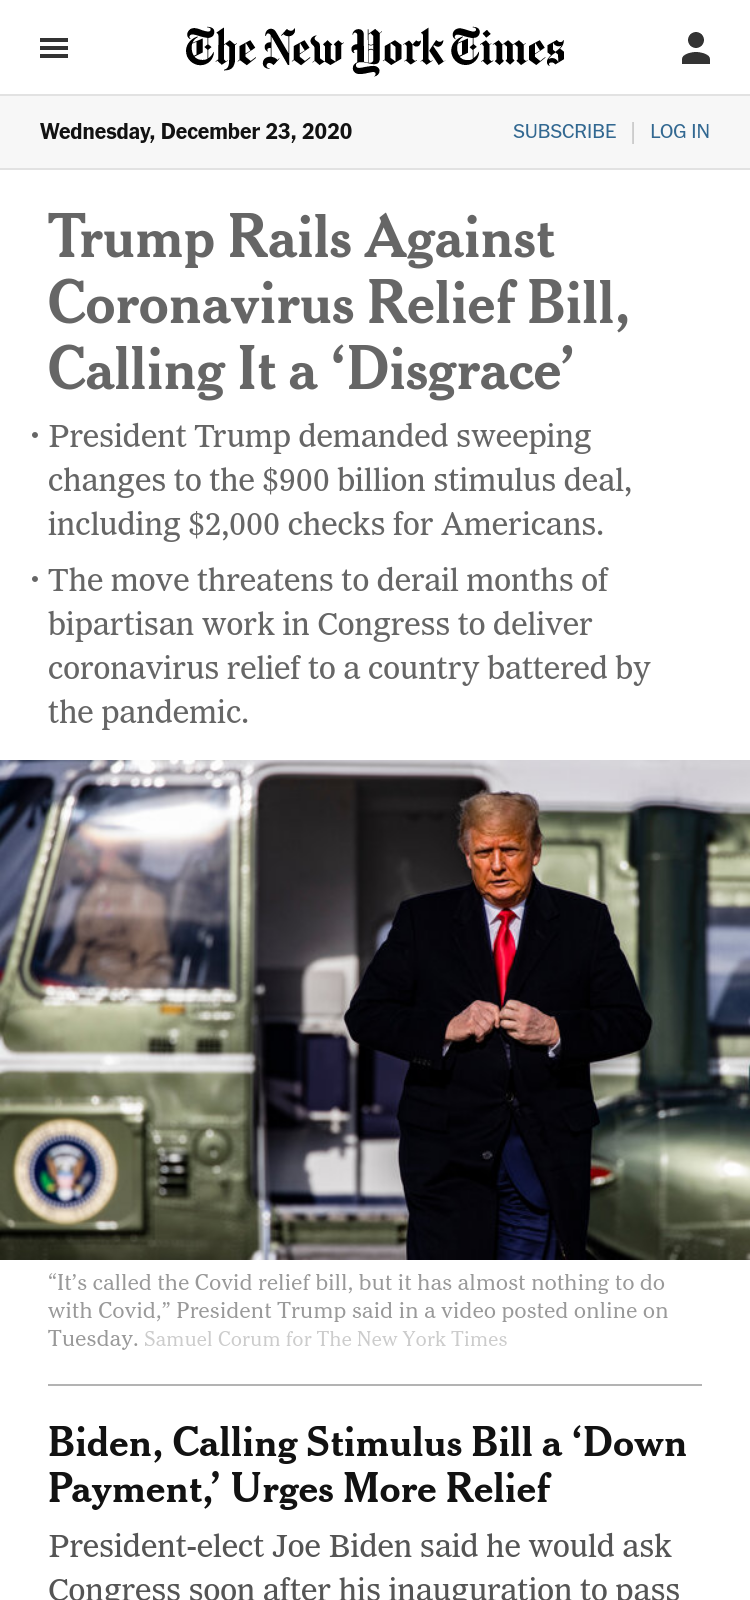 The New York Times
Wednesday, December 23, 2020
SUBSCRIBE | LOG IN
Trump Rails Against
Coronavirus Relief Bill,
Calling It a ‘Disgrace’
• President Trump demanded sweeping
changes to the $900 billion stimulus deal,
including $2,000 checks for Americans.
• The move threatens to derail months of
bipartisan work in Congress to deliver
coronavirus relief to a country battered by
the pandemic.
“It’s called the Covid relief bill, but it has almost nothing to do
with Covid,” President Trump said in a video posted online on
Tuesday. Samuel Corum for The New York Times
Biden, Calling Stimulus Bill a ‘Down
Payment,’ Urges More Relief
President-elect Joe Biden said he would ask
Congress soon after his inauguration to pass